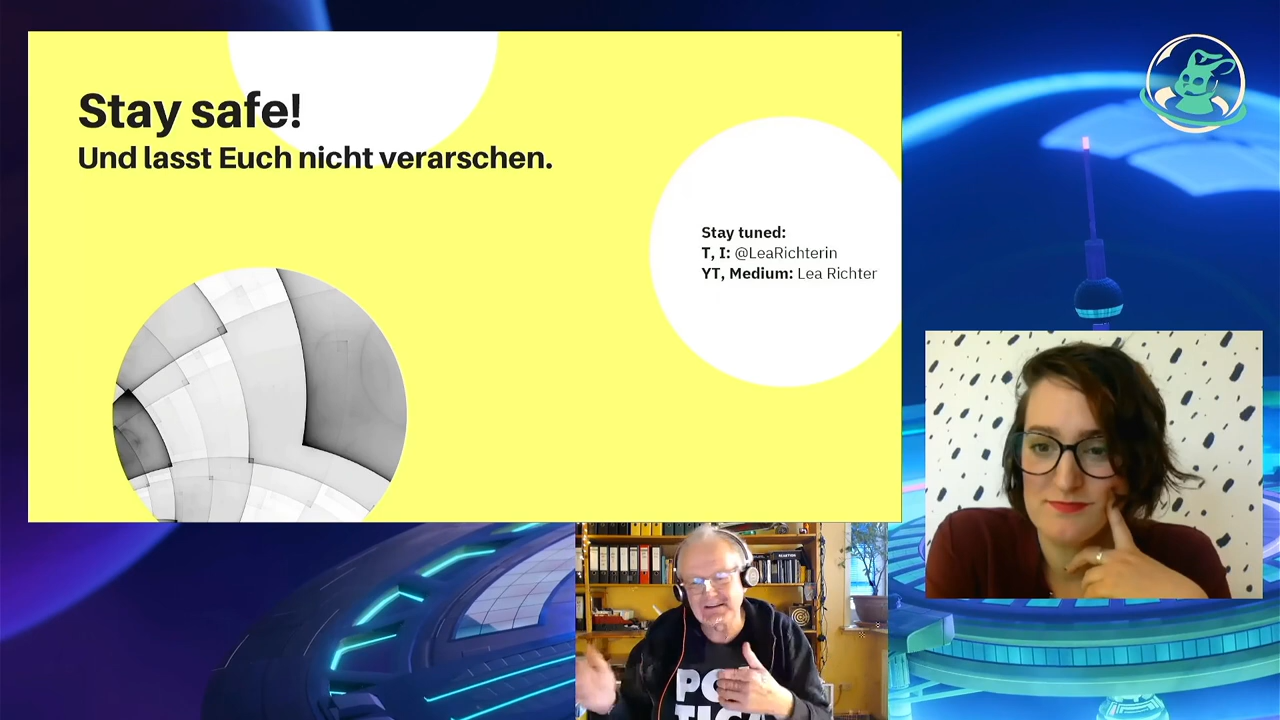 Stay safe!
Und lasst Euch nicht verarschen.
Stay tuned:
T, I: @LeaRichterin
YT, Medium: Lea Richter